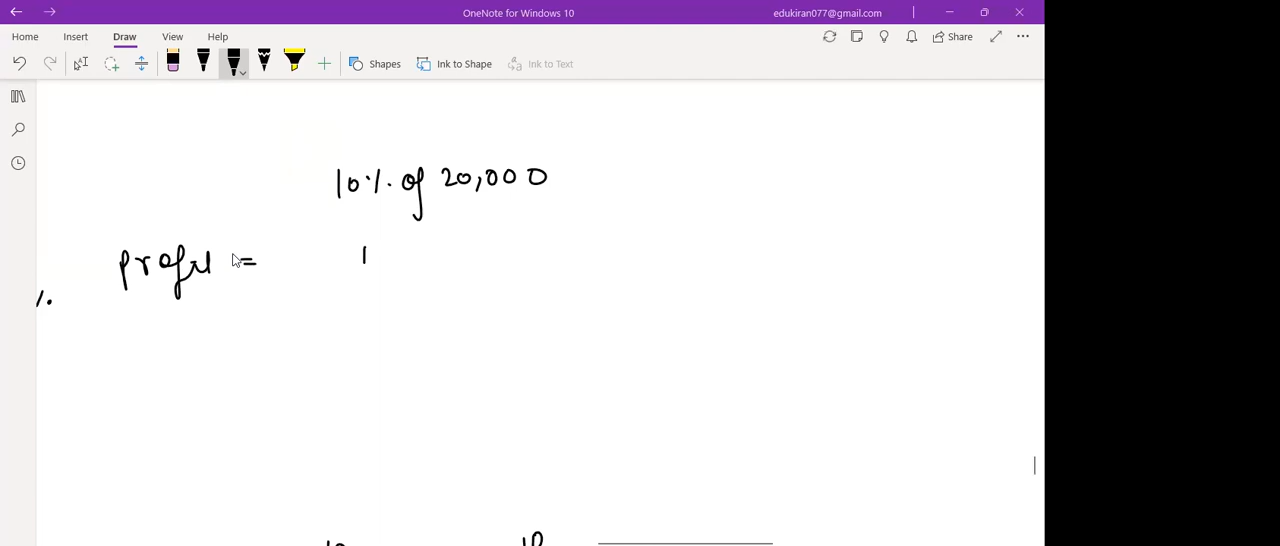 OneNote for Windows 10
edukiran077@gmail.com
Home Insert Draw View Help
Share
Shapes Ink to Shape Ink to Text
10% of 20,000
profit = 1
%.